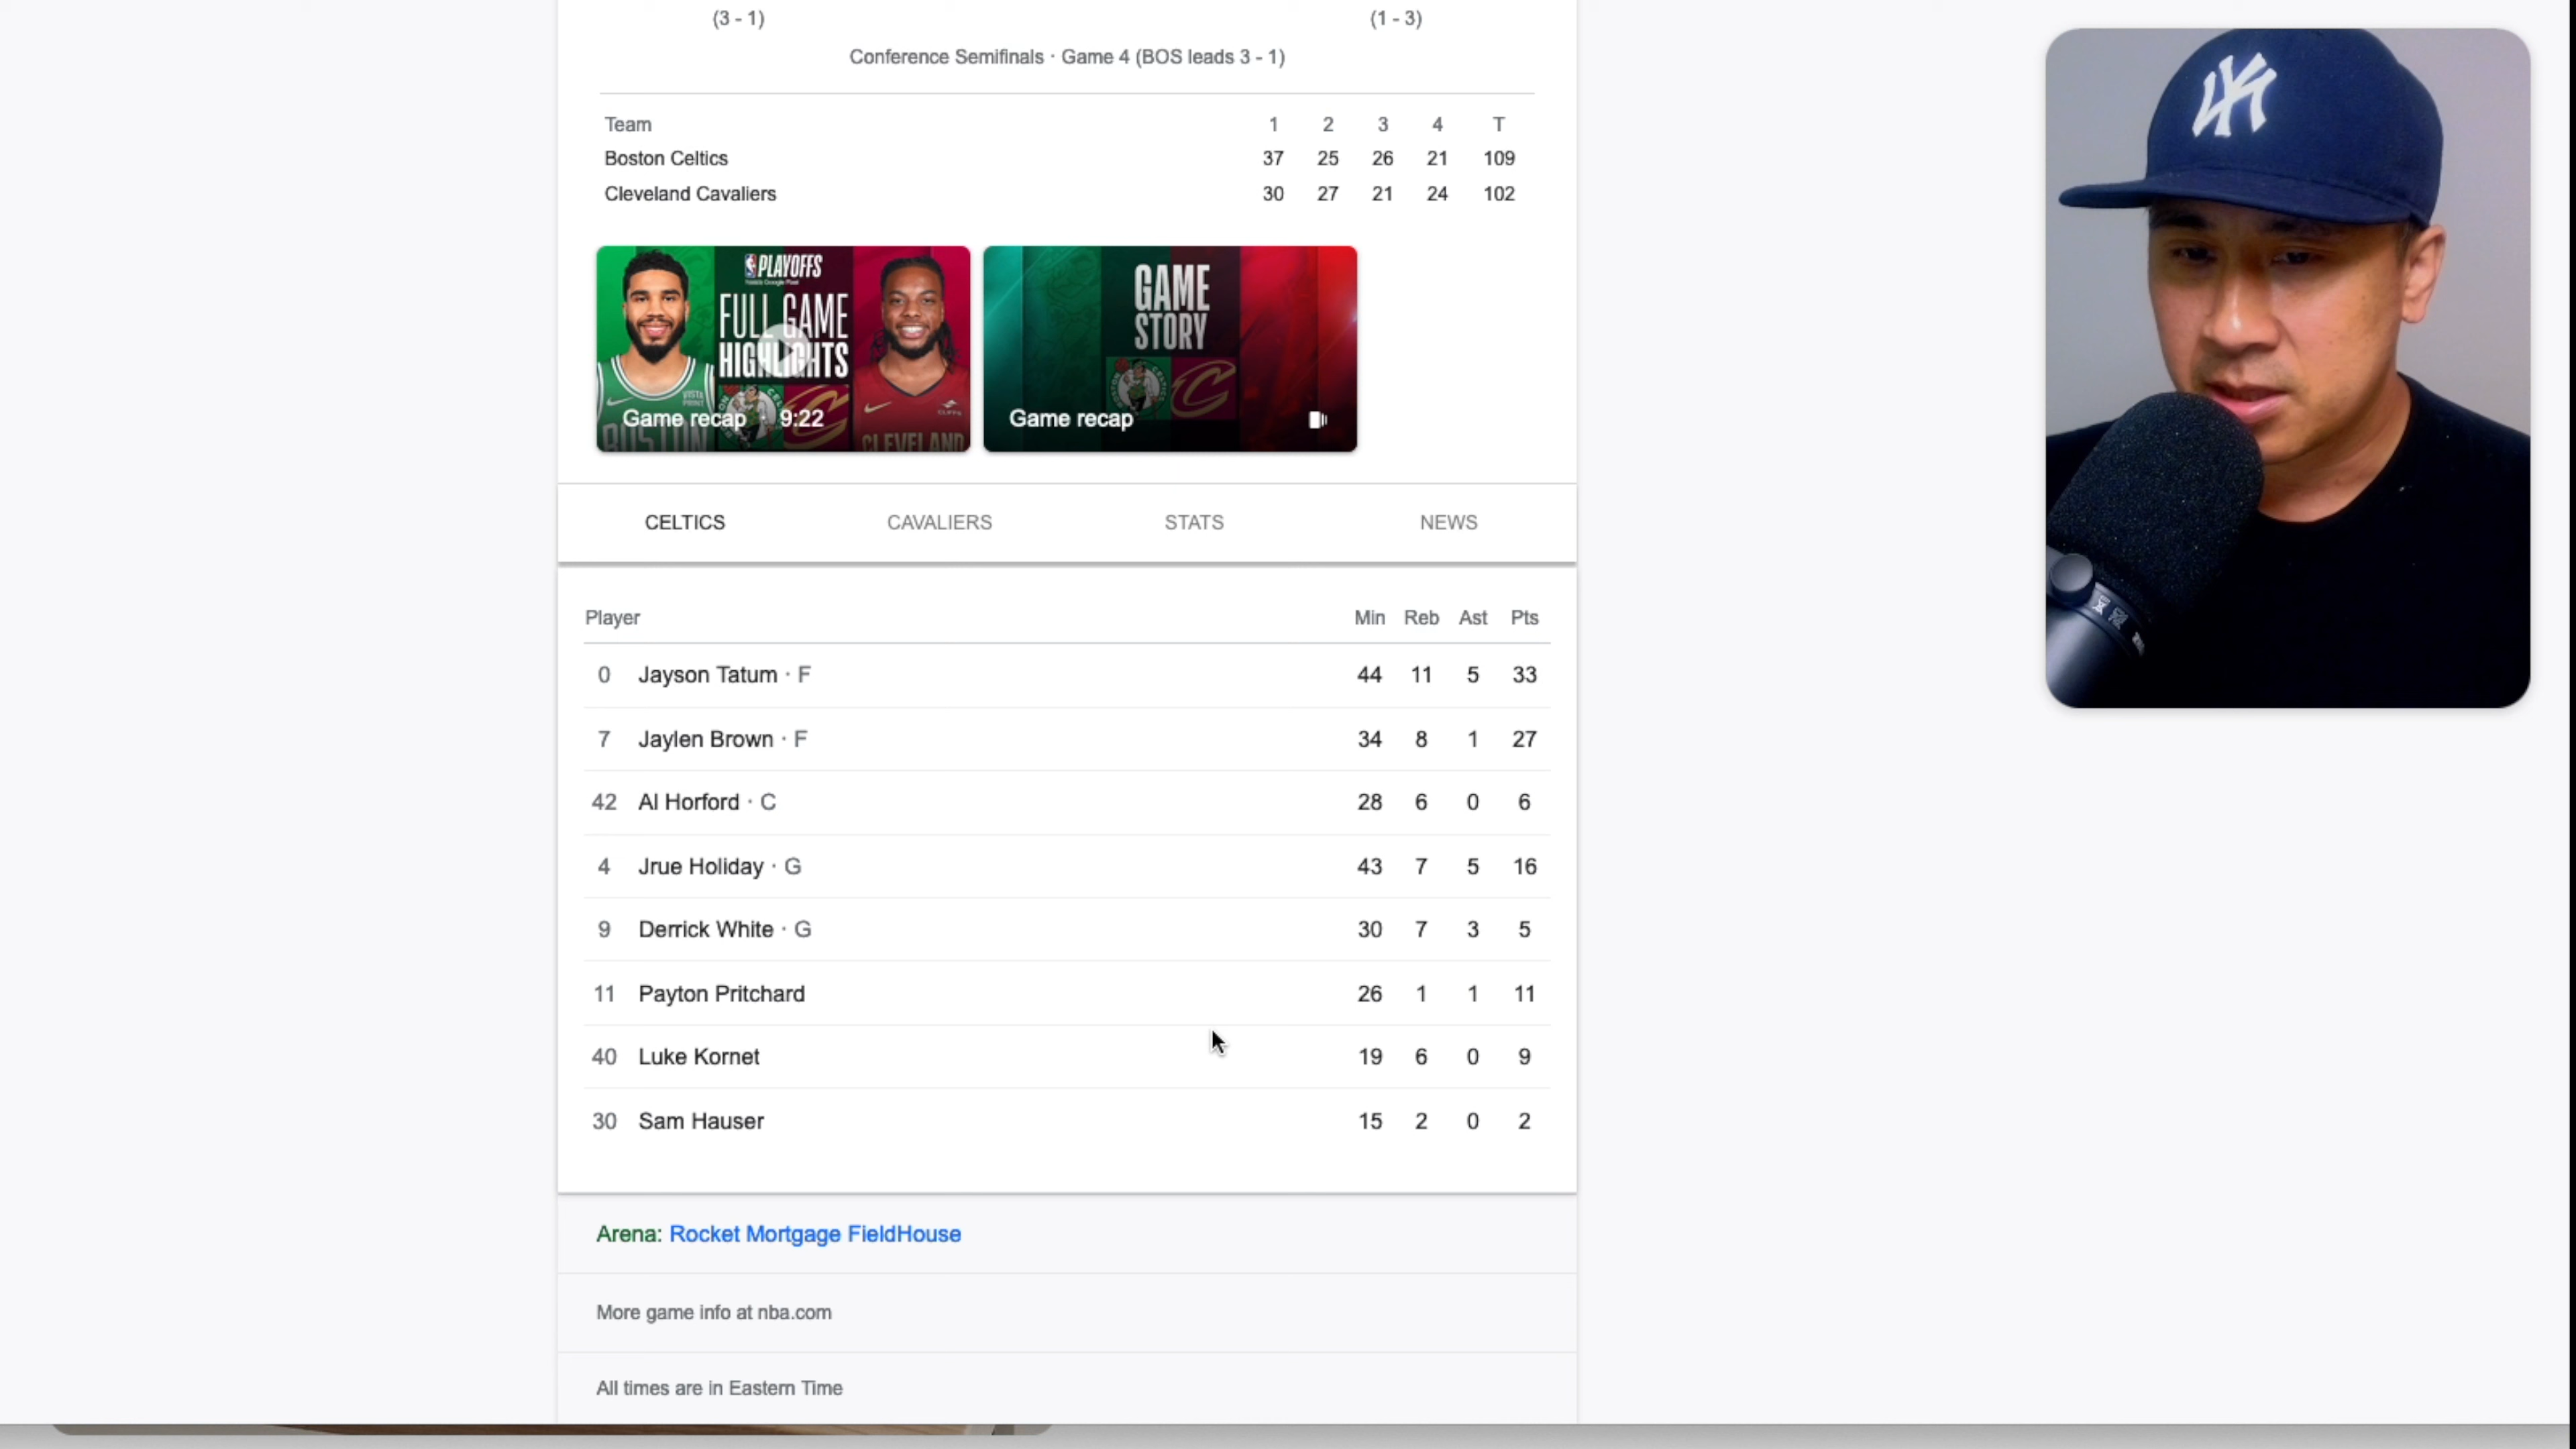 (3 - 1) (1 - 3)
Conference Semifinals · Game 4 (BOS leads 3 - 1)
Team 1 2 3 4 T
Boston Celtics 37 25 26 21 109
Cleveland Cavaliers 30 27 21 24 102
PLAYOFFS
FULL GAME
HIGHLIGHTS
Game recap · 9:22
BOSTON
CLEVELAND
GAME
STORY
Game recap
NY
CELTICS CAVALIERS STATS NEWS
Player Min Reb Ast Pts
0 Jayson Tatum · F 44 11 5 33
7 Jaylen Brown · F 34 8 1 27
42 Al Horford · C 28 6 0 6
4 Jrue Holiday · G 43 7 5 16
9 Derrick White · G 30 7 3 5
11 Payton Pritchard 26 1 1 11
40 Luke Kornet 19 6 0 9
30 Sam Hauser 15 2 0 2
Arena: Rocket Mortgage FieldHouse
More game info at nba.com
All times are in Eastern Time